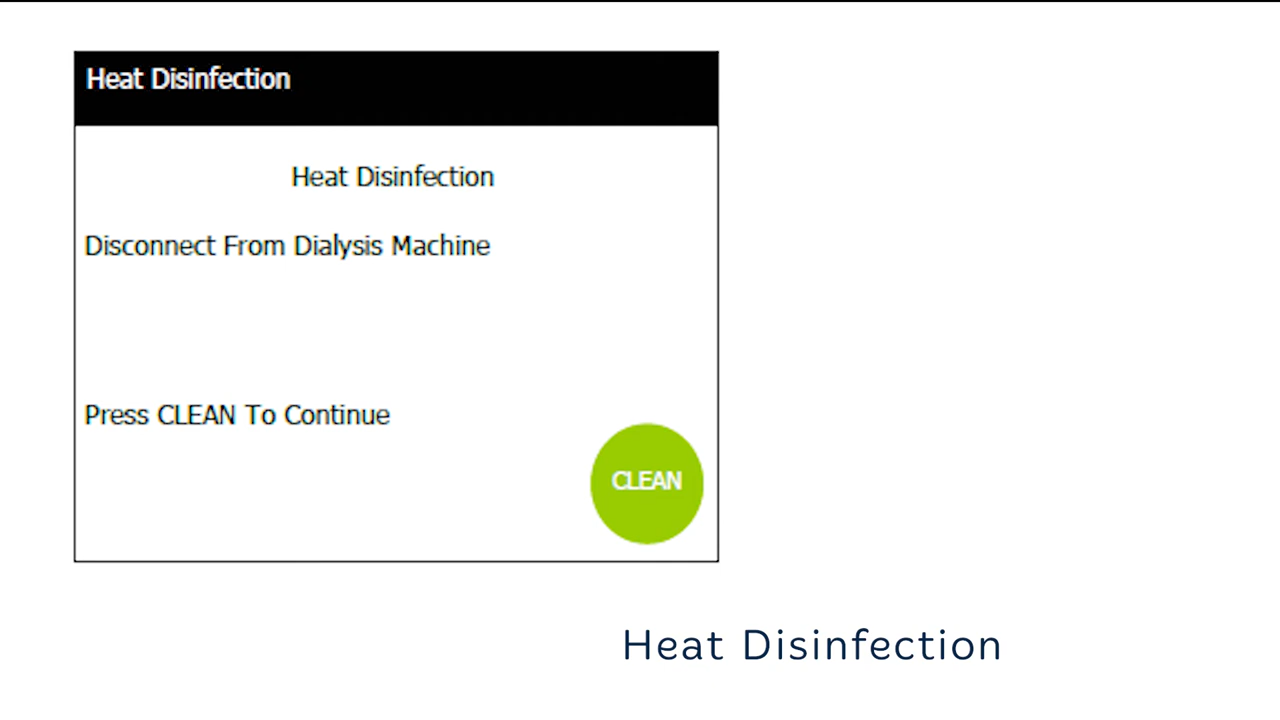 Heat Disinfection
Heat Disinfection
Disconnect From Dialysis Machine
Press CLEAN To Continue
CLEAN
Heat Disinfection